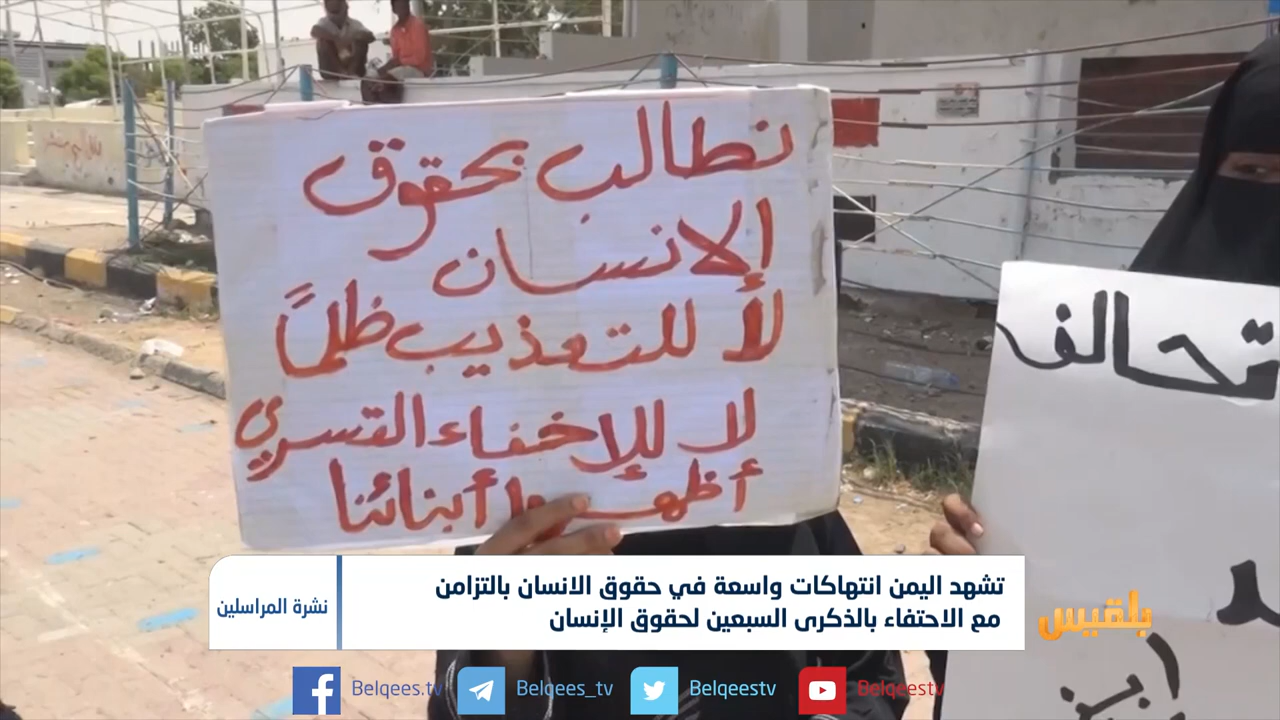 نطالب بحقوق
الانسان
لأ للتعذيب ظلماً
لا للإخفاء القسري
أظهروا أبنائنا
تحالف
تشهد اليمن انتهاكات واسعة في حقوق الانسان بالتزامن
مع الاحتفاء بالذكرى السبعين لحقوق الإنسان
نشرة المراسلين
بلقيس
Belqees.tv
Belqees_tv
Belqeestv
Belqeestv